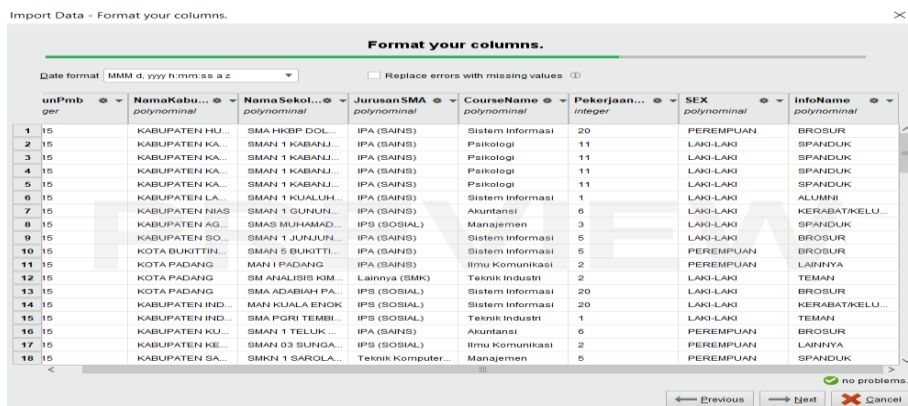 Import Data - Format your columns.
Format your columns.
Date format MMM d, yyyy h:mm:ss a z
Replace errors with missing values
unPmb NamaKabu... NamaSekol... JurusanSMA CourseName Pekerjaan... SEX infoName
ger polynominal polynominal polynominal polynominal integer polynominal polynominal
1 15 KABUPATEN HU... SMA HKBP DOL... IPA (SAINS) Sistem Informasi 20 PEREMPUAN BROSUR
2 15 KABUPATEN KA... SMAN 1 KABANJ... IPA (SAINS) Psikologi 11 LAKI-LAKI SPANDUK
3 15 KABUPATEN KA... SMAN 1 KABANJ... IPA (SAINS) Psikologi 11 LAKI-LAKI SPANDUK
4 15 KABUPATEN KA... SMAN 1 KABANJ... IPA (SAINS) Psikologi 11 LAKI-LAKI SPANDUK
5 15 KABUPATEN KA... SMAN 1 KABANJ... IPA (SAINS) Psikologi 11 LAKI-LAKI SPANDUK
6 15 KABUPATEN LA... SMAN 1 KUALUH... IPA (SAINS) Sistem Informasi 1 LAKI-LAKI ALUMNI
7 15 KABUPATEN NIAS SMAN 1 GUNUN... IPA (SAINS) Akuntansi 6 LAKI-LAKI KERABAT/KELU...
8 15 KABUPATEN AG... SMAS MUHAMAD... IPS (SOSIAL) Manajemen 3 LAKI-LAKI SPANDUK
9 15 KABUPATEN SO... SMAN 1 JUNJUN... IPA (SAINS) Sistem Informasi 5 LAKI-LAKI BROSUR
10 15 KOTA BUKITTIN... SMAN 5 BUKITTI... IPA (SAINS) Sistem Informasi 5 PEREMPUAN BROSUR
11 15 KOTA PADANG MAN I PADANG IPA (SAINS) Ilmu Komunikasi 2 PEREMPUAN LAINNYA
12 15 KOTA PADANG SM ANALISIS KIM... Lainnya (SMK) Teknik Industri 2 LAKI-LAKI TEMAN
13 15 KOTA PADANG SMA ADABIAH PA... IPS (SOSIAL) Sistem Informasi 20 LAKI-LAKI BROSUR
14 15 KABUPATEN IND... MAN KUALA ENOK IPS (SOSIAL) Sistem Informasi 20 LAKI-LAKI KERABAT/KELU...
15 15 KABUPATEN IND... SMA PGRI TEMBI... IPS (SOSIAL) Teknik Industri 1 LAKI-LAKI TEMAN
16 15 KABUPATEN KU... SMAN 1 TELUK ... IPA (SAINS) Akuntansi 6 PEREMPUAN BROSUR
17 15 KABUPATEN KE... SMAN 03 SUNGA... IPS (SOSIAL) Ilmu Komunikasi 2 PEREMPUAN LAINNYA
18 15 KABUPATEN SA... SMKN 1 SAROLA... Teknik Komputer... Manajemen 5 PEREMPUAN SPANDUK
PREVIEW
no problems.
Previous Next Cancel